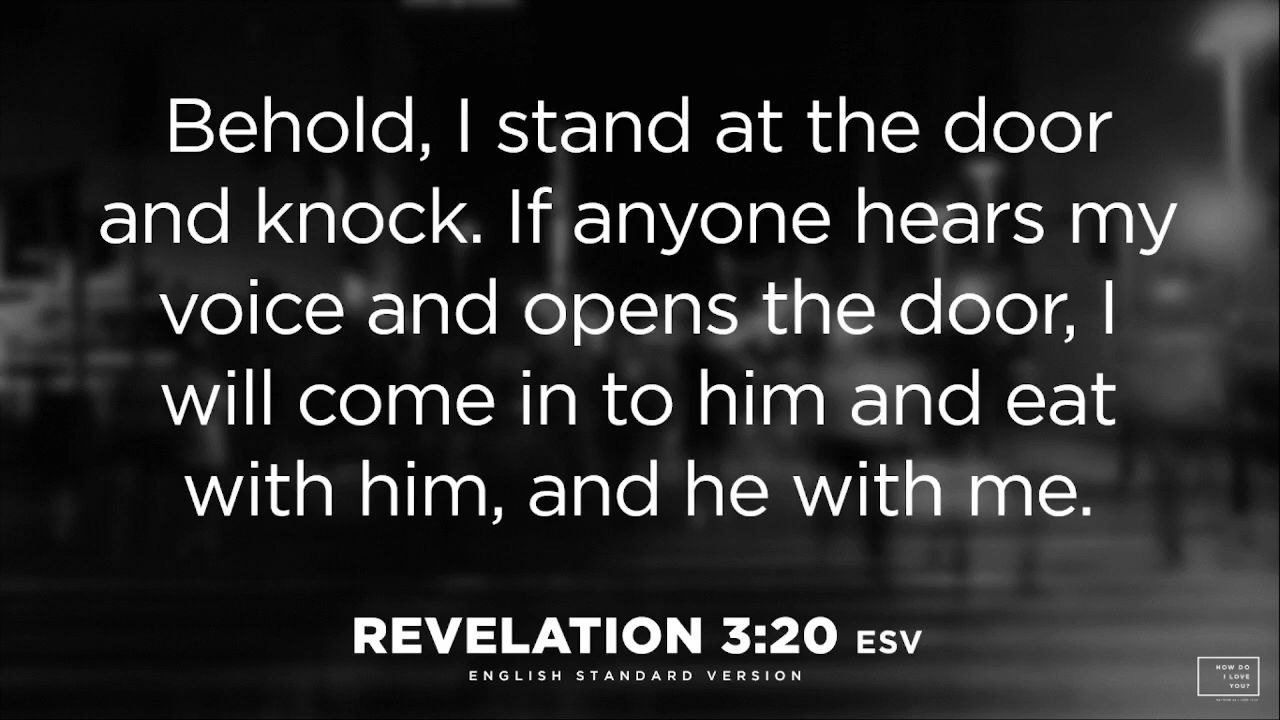 Behold, I stand at the door
and knock. If anyone hears my
voice and opens the door, I
will come in to him and eat
with him, and he with me.
REVELATION 3:20 ESV
ENGLISH STANDARD VERSION
HOW DO
I LOVE
YOU?